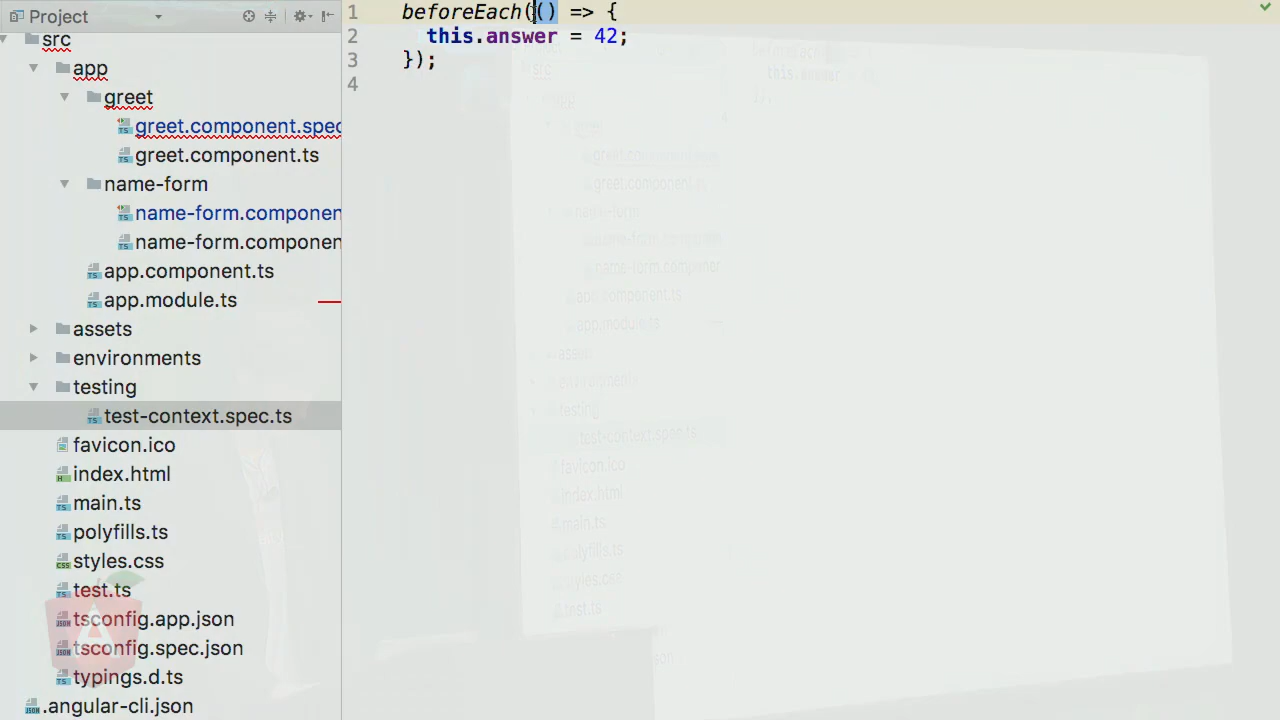 Project
src
app
greet
greet.component.spec
greet.component.ts
name-form
name-form.componen
name-form.componen
app.component.ts
app.module.ts
assets
environments
testing
test-context.spec.ts
favicon.ico
index.html
main.ts
polyfills.ts
styles.css
test.ts
tsconfig.app.json
tsconfig.spec.json
typings.d.ts
.angular-cli.json
1 beforeEach(() => {
2 this.answer = 42;
3 });
4